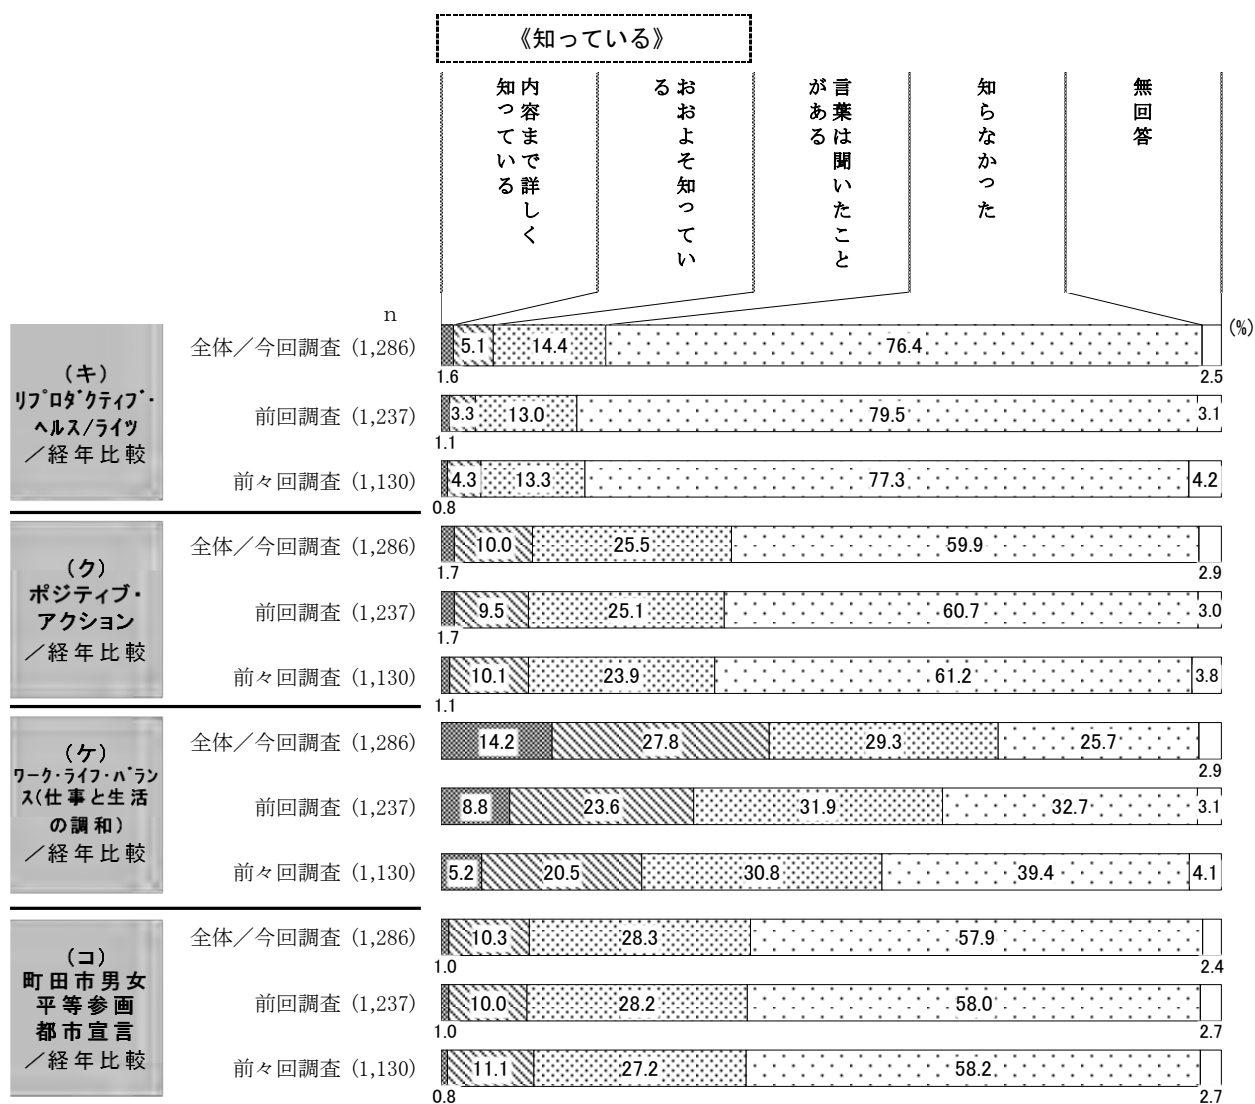 《知っている》
内容まで詳しく
知っている
おおよそ知ってい
る
言葉は聞いたこと
がある
知らなかった
無回答
n
(%)
(キ)
ﾘﾌﾟﾛﾀﾞｸﾃｨﾌﾞ･
ヘルス/ライツ
／経年比較
全体／今回調査 (1,286)
5.1 14.4 76.4
1.6 2.5
前回調査 (1,237)
3.3 13.0 79.5 3.1
1.1
前々回調査 (1,130)
4.3 13.3 77.3 4.2
0.8
(ク)
ポジティブ・
アクション
／経年比較
全体／今回調査 (1,286)
10.0 25.5 59.9
1.7 2.9
前回調査 (1,237)
9.5 25.1 60.7 3.0
1.7
前々回調査 (1,130)
10.1 23.9 61.2 3.8
1.1
(ケ)
ﾜｰｸ･ﾗｲﾌ･ﾊﾞﾗﾝ
ｽ(仕事と生活
の調和)
／経年比較
全体／今回調査 (1,286)
14.2 27.8 29.3 25.7
2.9
前回調査 (1,237)
8.8 23.6 31.9 32.7 3.1
前々回調査 (1,130)
5.2 20.5 30.8 39.4 4.1
(コ)
町田市男女
平等参画
都市宣言
／経年比較
全体／今回調査 (1,286)
10.3 28.3 57.9
1.0 2.4
前回調査 (1,237)
10.0 28.2 58.0
1.0 2.7
前々回調査 (1,130)
11.1 27.2 58.2
0.8 2.7